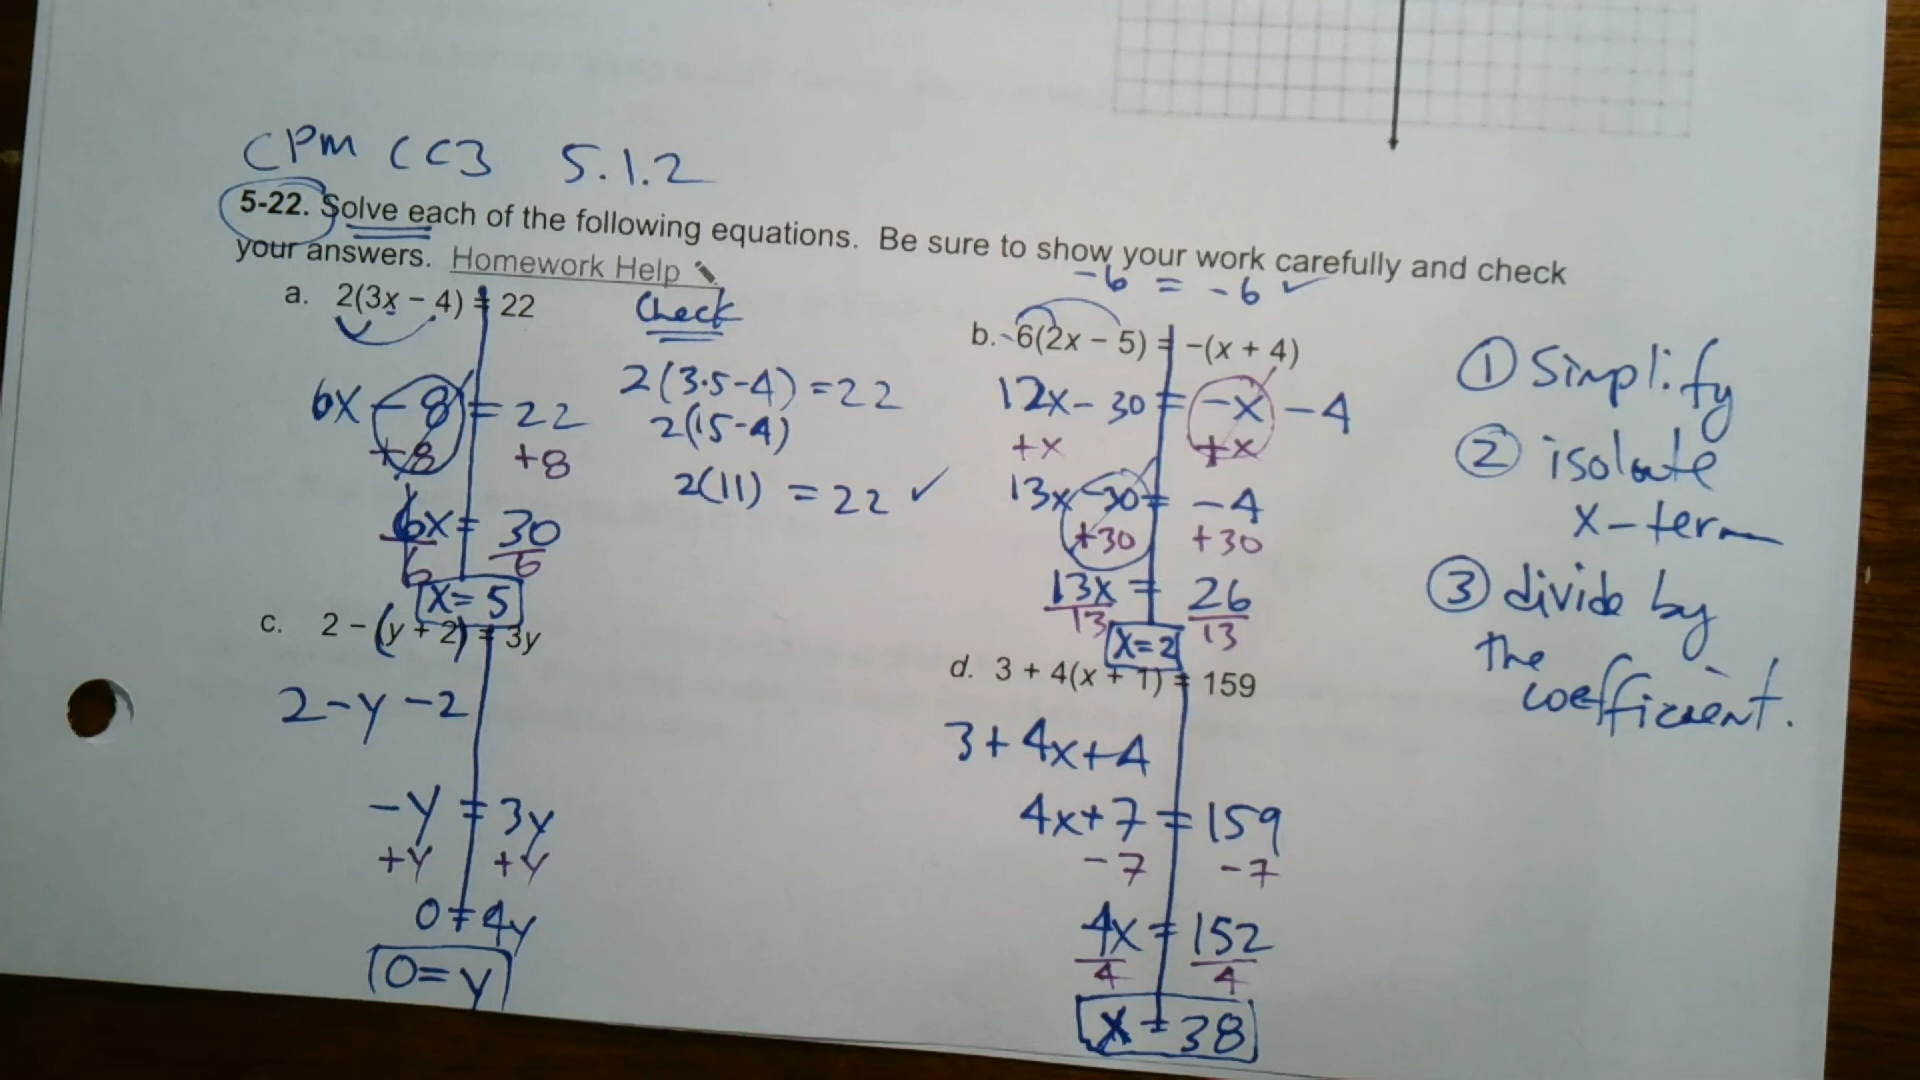 CPM CC3 5.1.2
5-22. Solve each of the following equations. Be sure to show your work carefully and check
your answers. Homework Help
-6 = -6 ✓
a. 2(3x - 4) = 22
6x - 8 = 22
+8 +8
6x = 30
6 6
x = 5
Check
2(3·5-4) = 22
2(15-4)
2(11) = 22 ✓
b. 6(2x - 5) = -(x + 4)
12x - 30 = -x - 4
+x +x
13x - 30 = -4
+30 +30
13x = 26
13 13
x = 2
① Simplify
② isolate
x-term
③ divide by
the
coefficient.
c. 2 - (y + 2) = 3y
2 - y - 2
-y = 3y
+y +y
0 = 4y
0 = y
d. 3 + 4(x + 1) = 159
3 + 4x + 4
4x + 7 = 159
-7 -7
4x = 152
4 4
x = 38